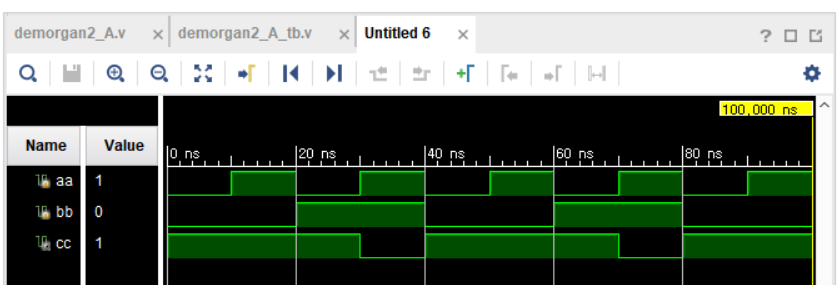 demorgan2_A.v × demorgan2_A_tb.v × Untitled 6 × ?
100,000 ns
Name Value 0 ns 20 ns 40 ns 60 ns 80 ns
aa 1
bb 0
cc 1